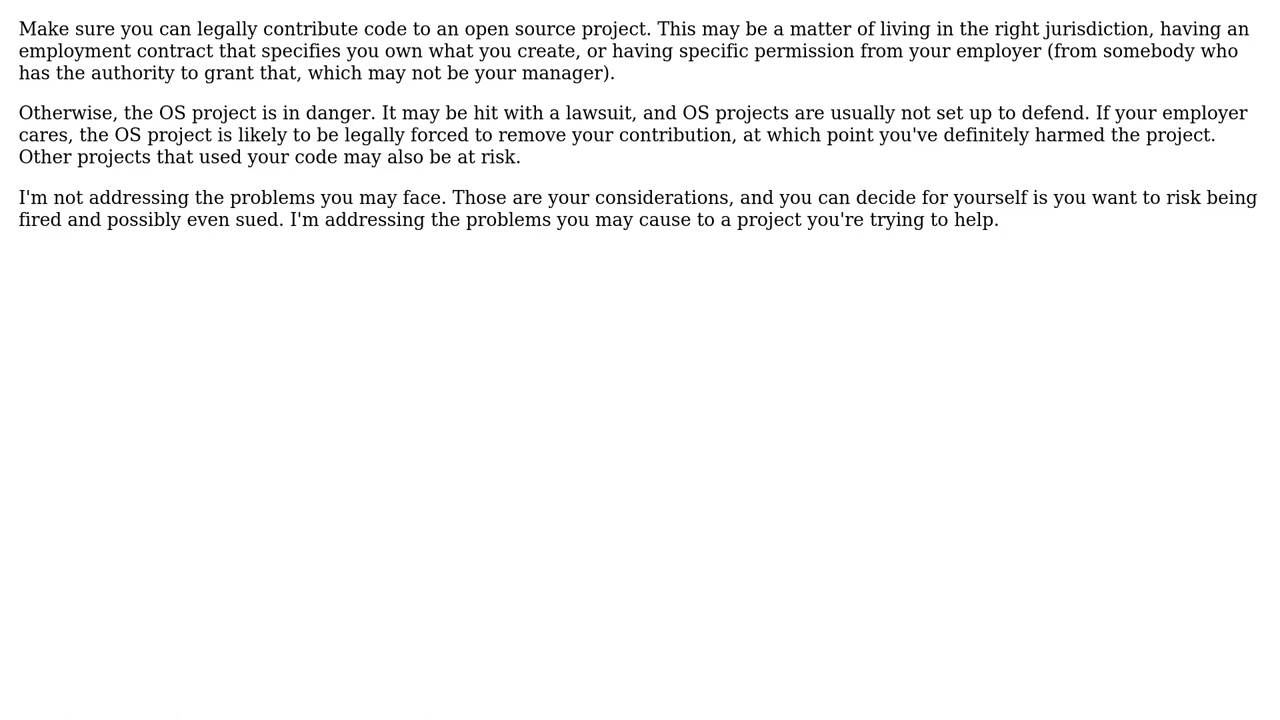 Make sure you can legally contribute code to an open source project. This may be a matter of living in the right jurisdiction, having an
employment contract that specifies you own what you create, or having specific permission from your employer (from somebody who
has the authority to grant that, which may not be your manager).
Otherwise, the OS project is in danger. It may be hit with a lawsuit, and OS projects are usually not set up to defend. If your employer
cares, the OS project is likely to be legally forced to remove your contribution, at which point you've definitely harmed the project.
Other projects that used your code may also be at risk.
I'm not addressing the problems you may face. Those are your considerations, and you can decide for yourself is you want to risk being
fired and possibly even sued. I'm addressing the problems you may cause to a project you're trying to help.